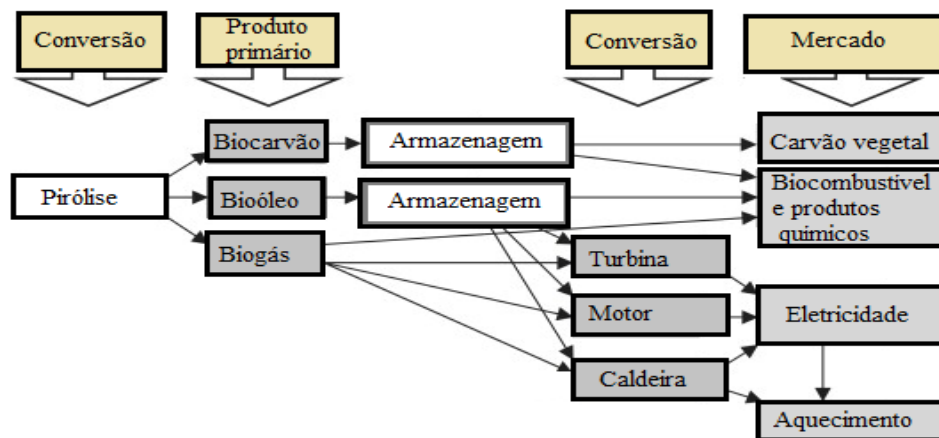 Conversão
Produto
primário
Conversão
Mercado
Biocarvão
Armazenagem
Carvão vegetal
Pirólise
Bioóleo
Armazenagem
Biocombustível
e produtos
químicos
Biogás
Turbina
Motor
Eletricidade
Caldeira
Aquecimento